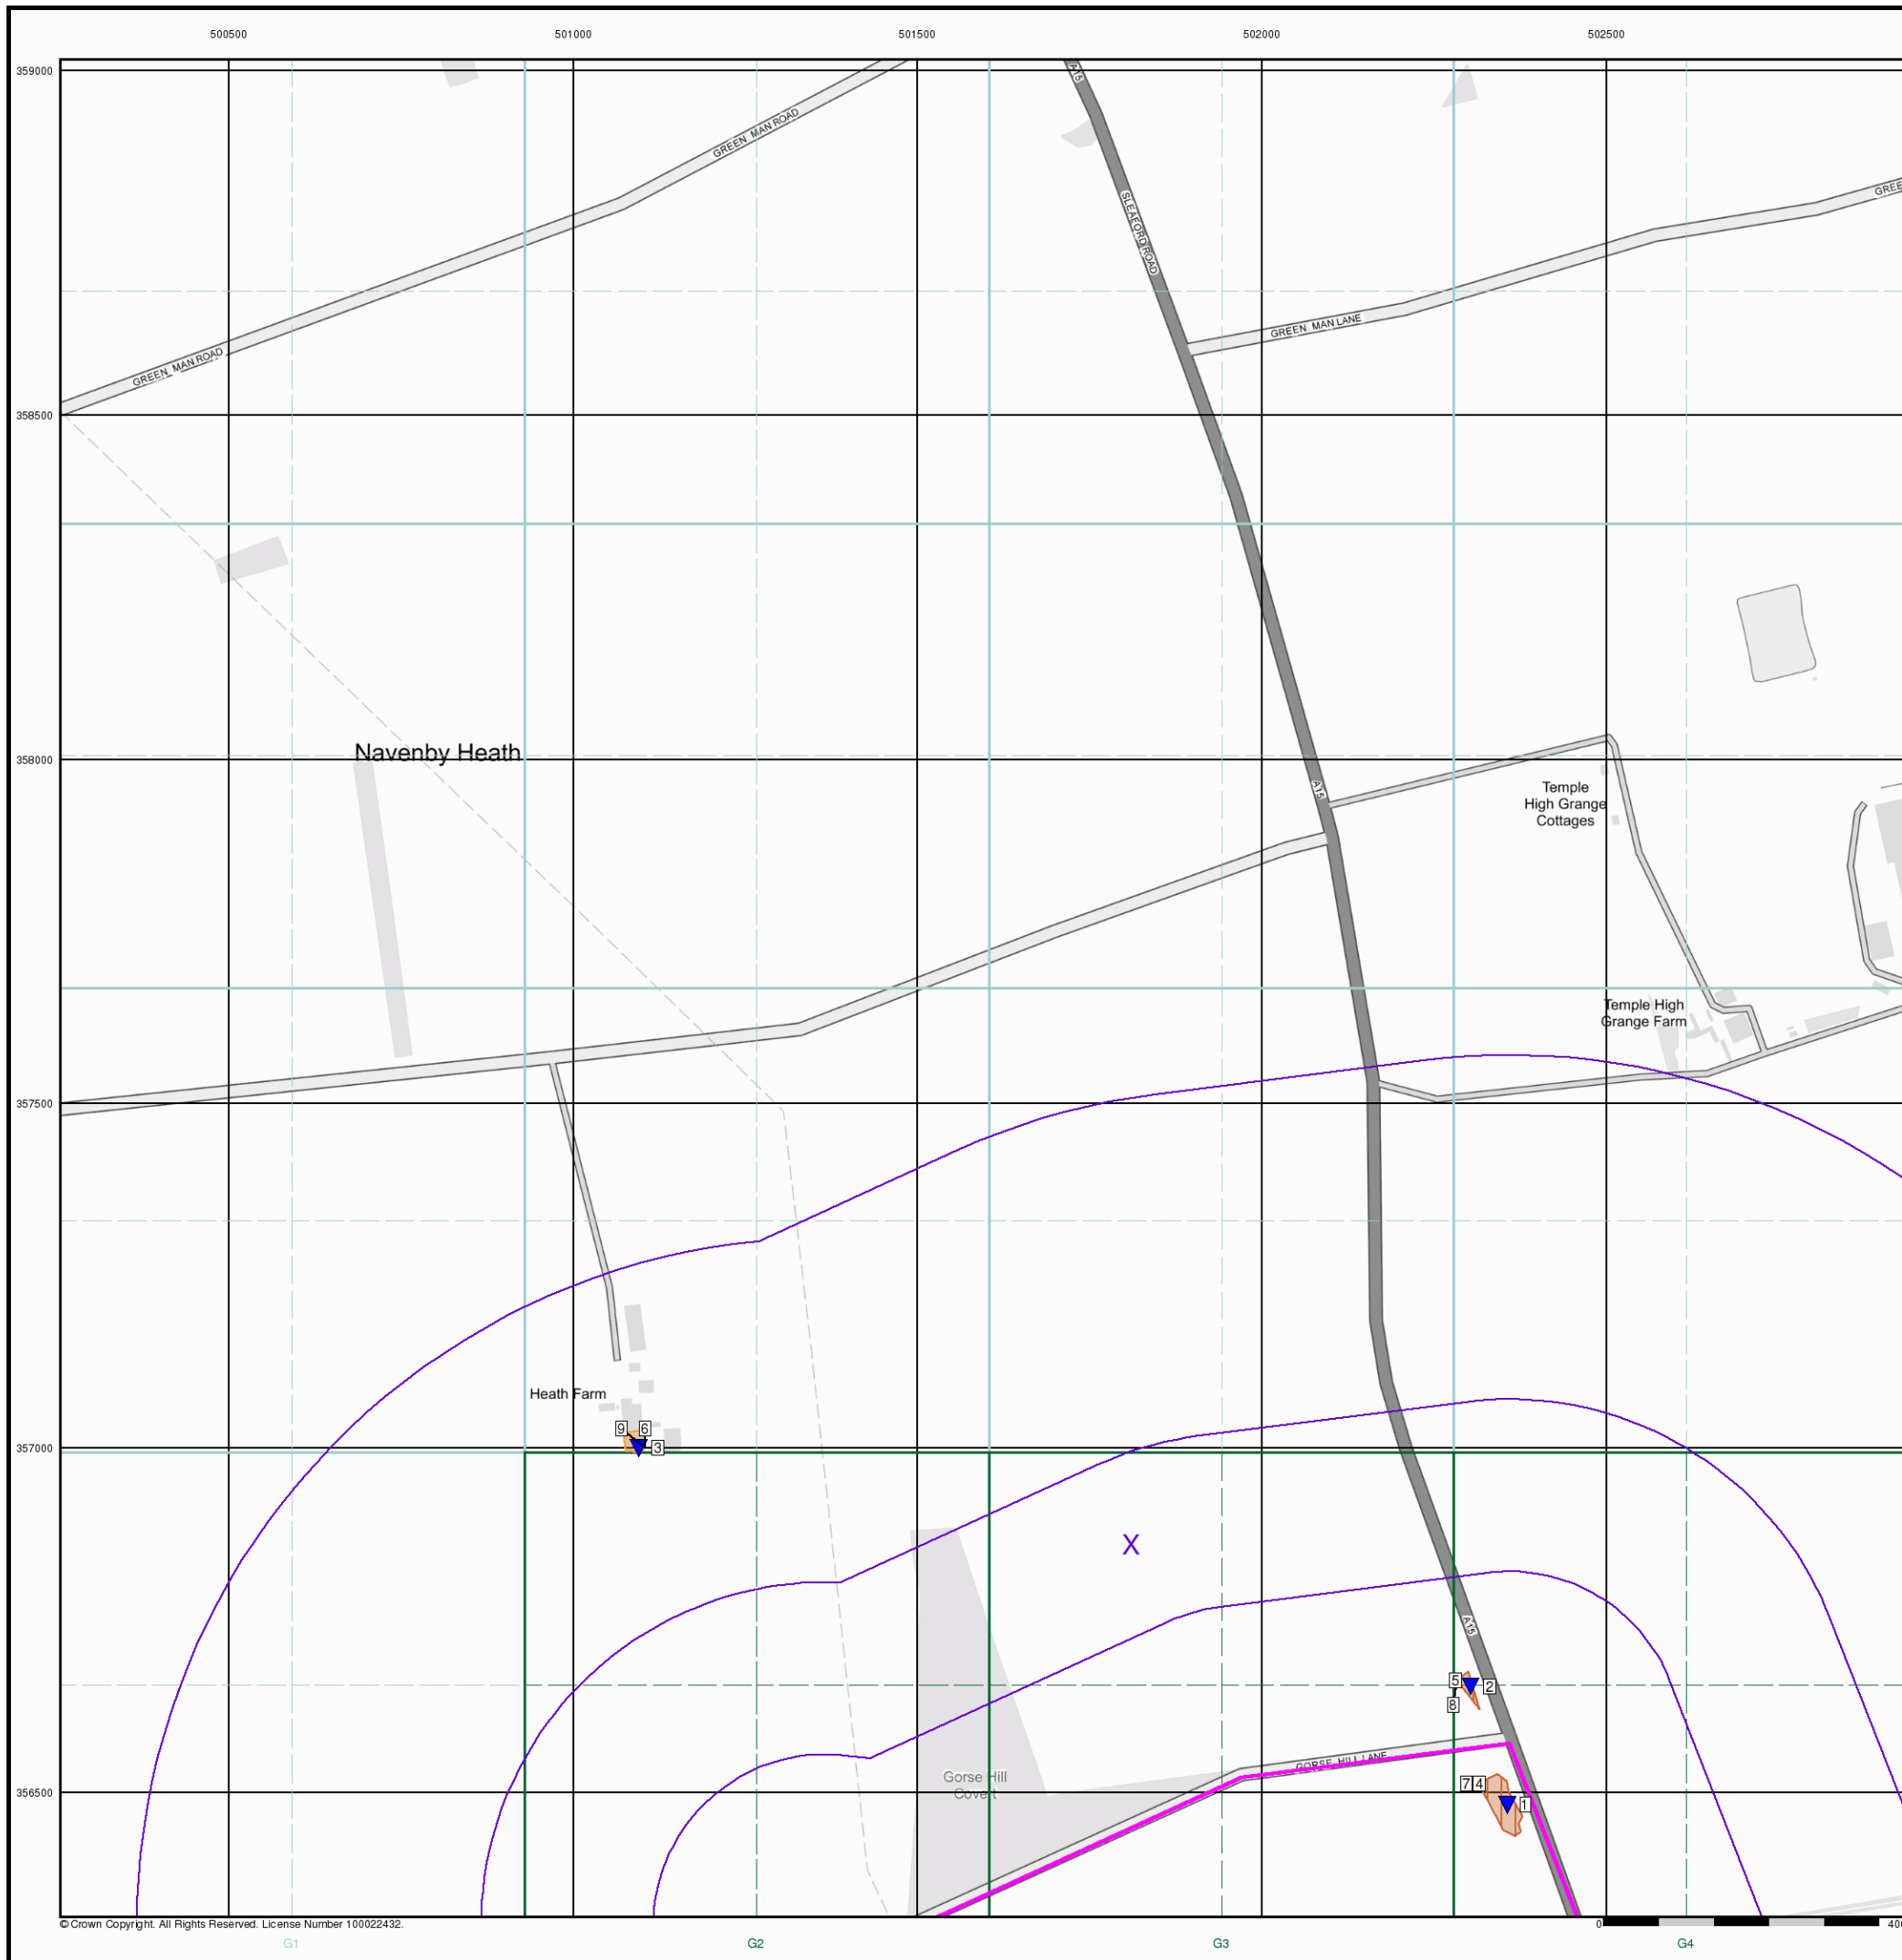 500500 501000 501500 502000 502500
359000
A15
GREEN MAN ROAD
GREE
SLEAFORD ROAD
GREEN MAN LANE
GREEN MAN ROAD
358500
Navenby Heath
358000
A15
Temple
High Grange
Cottages
Temple High
Grange Farm
357500
Heath Farm
9 6
3
357000
X
A15
5 2
8
GORSE HILL LANE
Gorse Hill
Covert
7 4
1
356500
© Crown Copyright. All Rights Reserved. License Number 100022432.
0 400
G1 G2 G3 G4